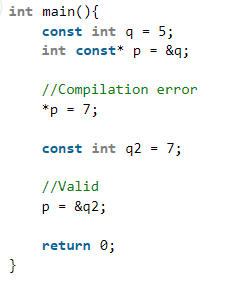 int main(){
const int q = 5;
int const* p = &q;
//Compilation error
*p = 7;
const int q2 = 7;
//Valid
p = &q2;
return 0;
}